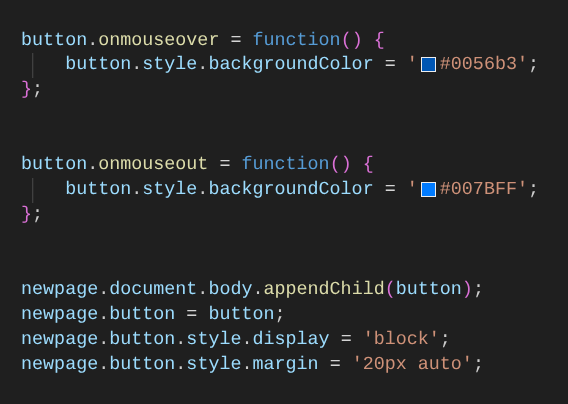 button.onmouseover = function() {
    button.style.backgroundColor = '#0056b3';
};
button.onmouseout = function() {
    button.style.backgroundColor = '#007BFF';
};
newpage.document.body.appendChild(button);
newpage.button = button;
newpage.button.style.display = 'block';
newpage.button.style.margin = '20px auto';